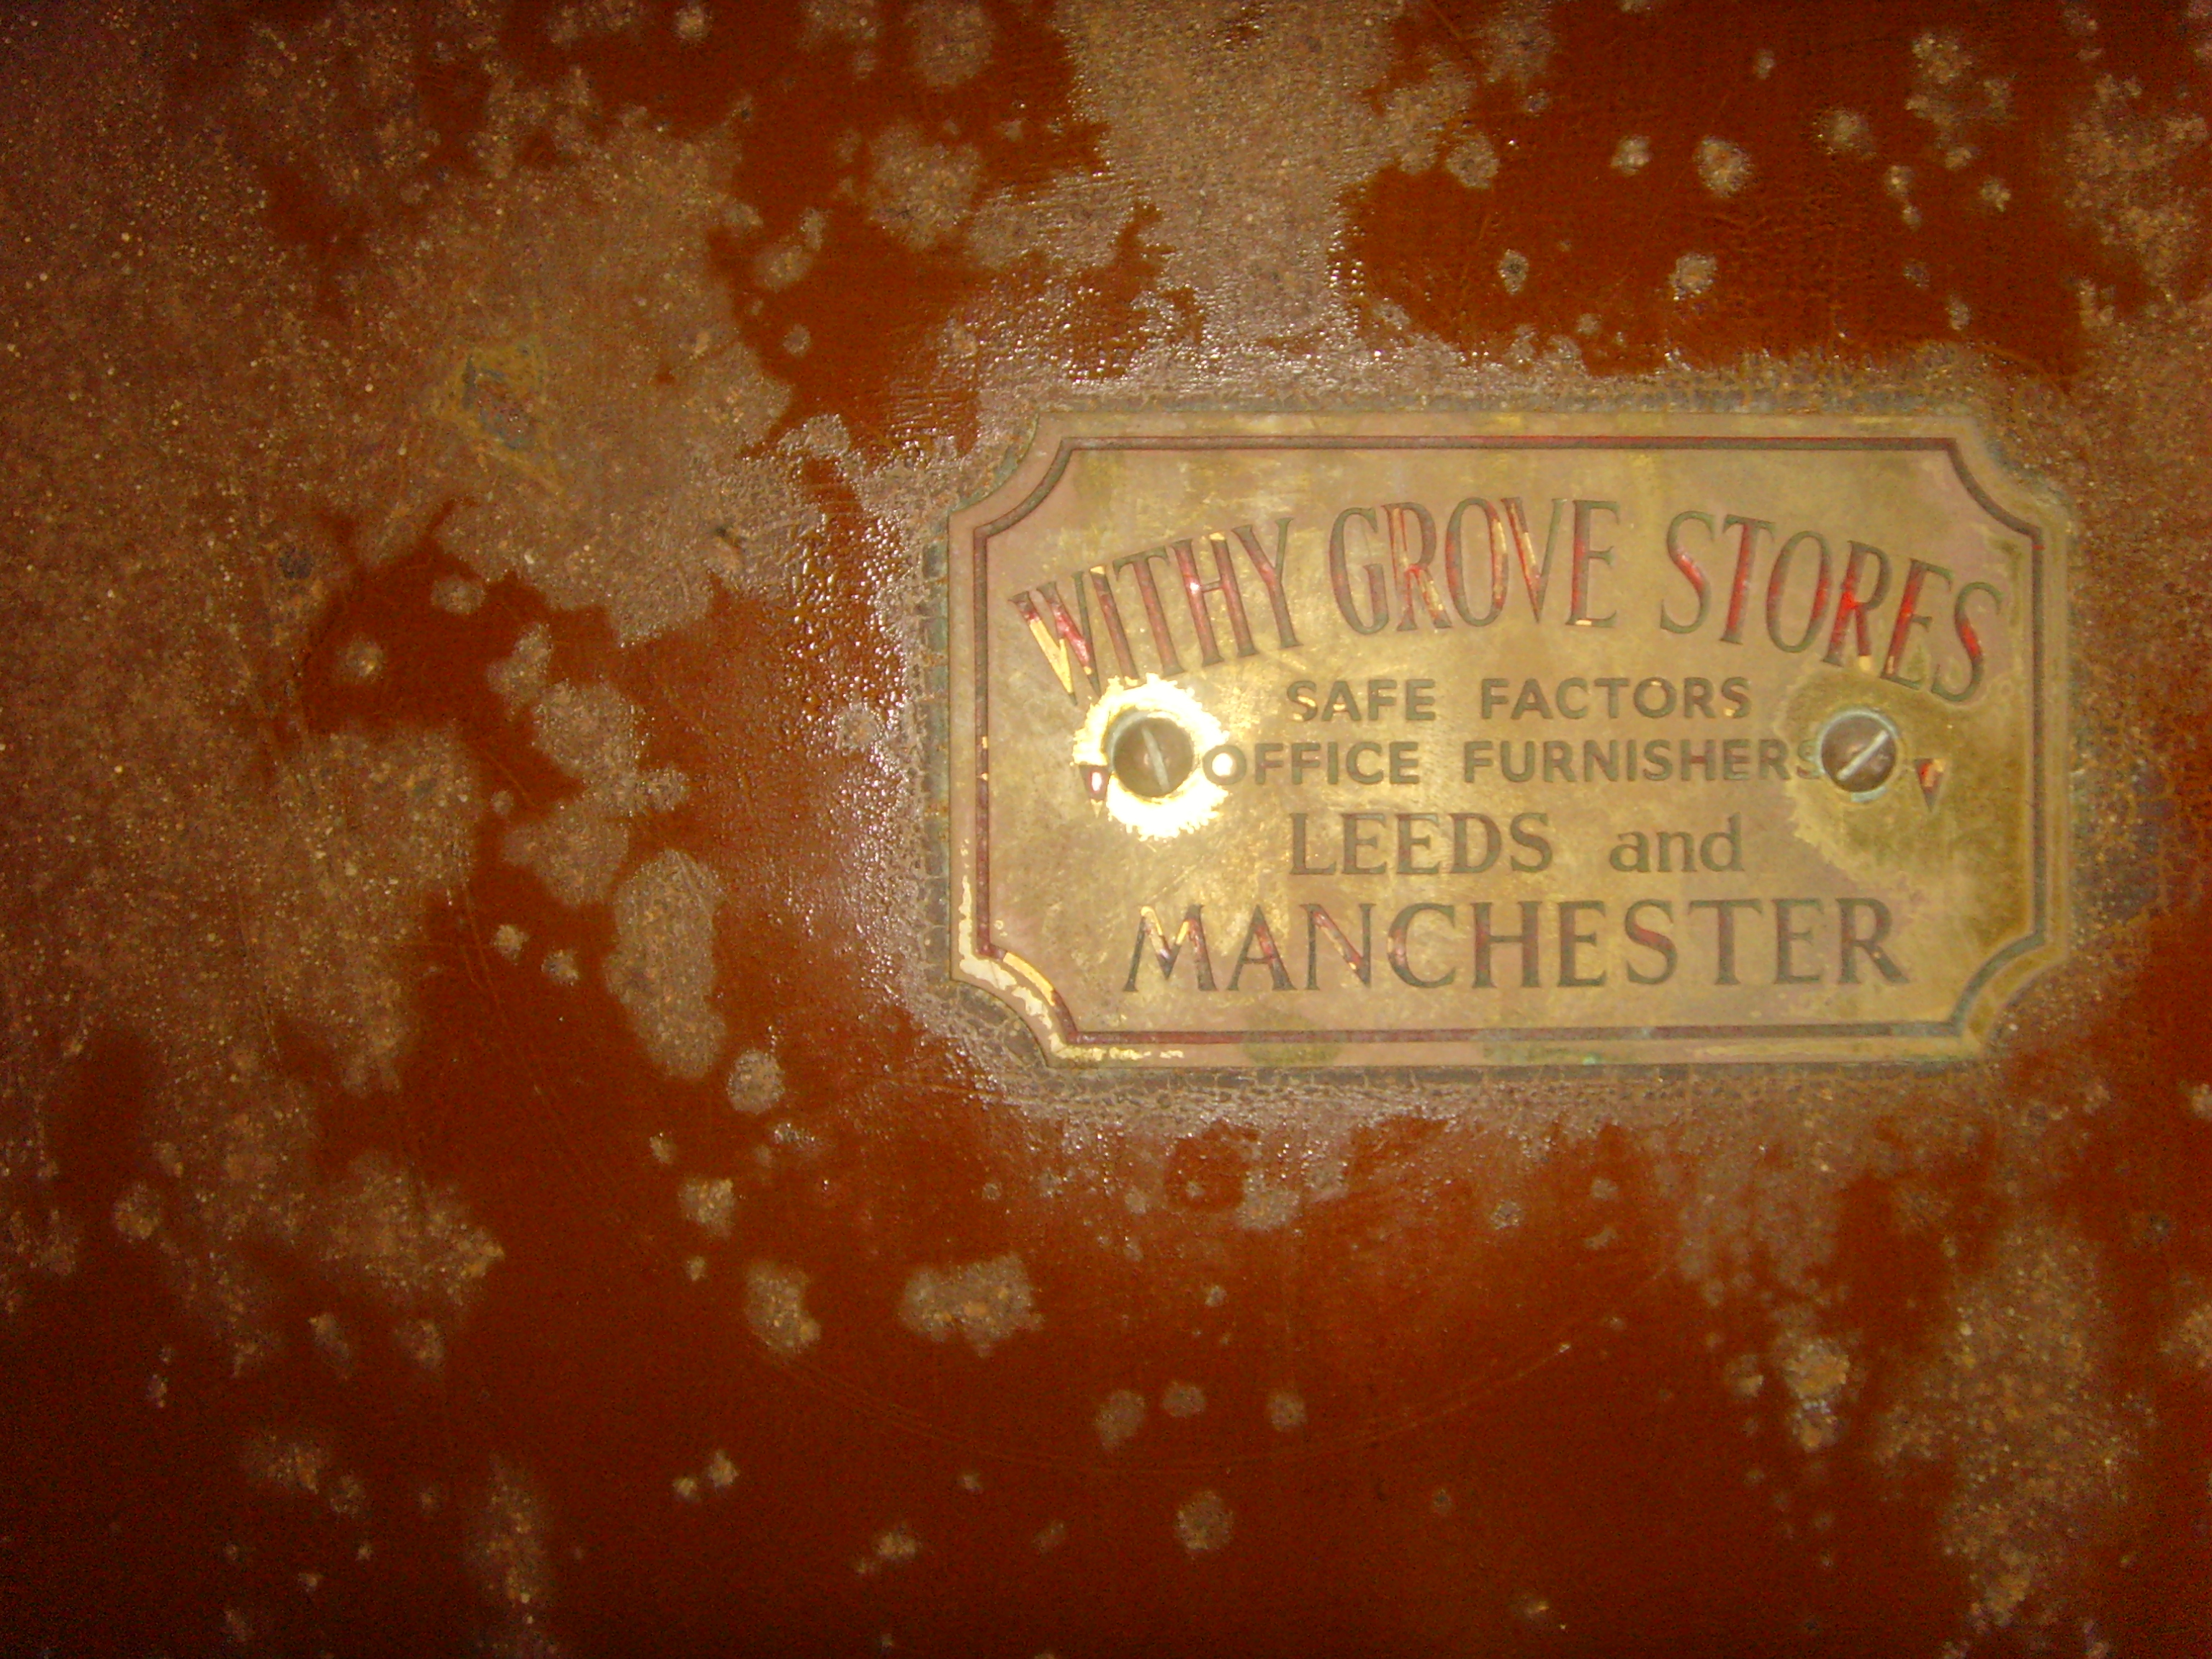 WITHY GROVE STORES
SAFE FACTORS
OFFICE FURNISHERS
LEEDS and
MANCHESTER